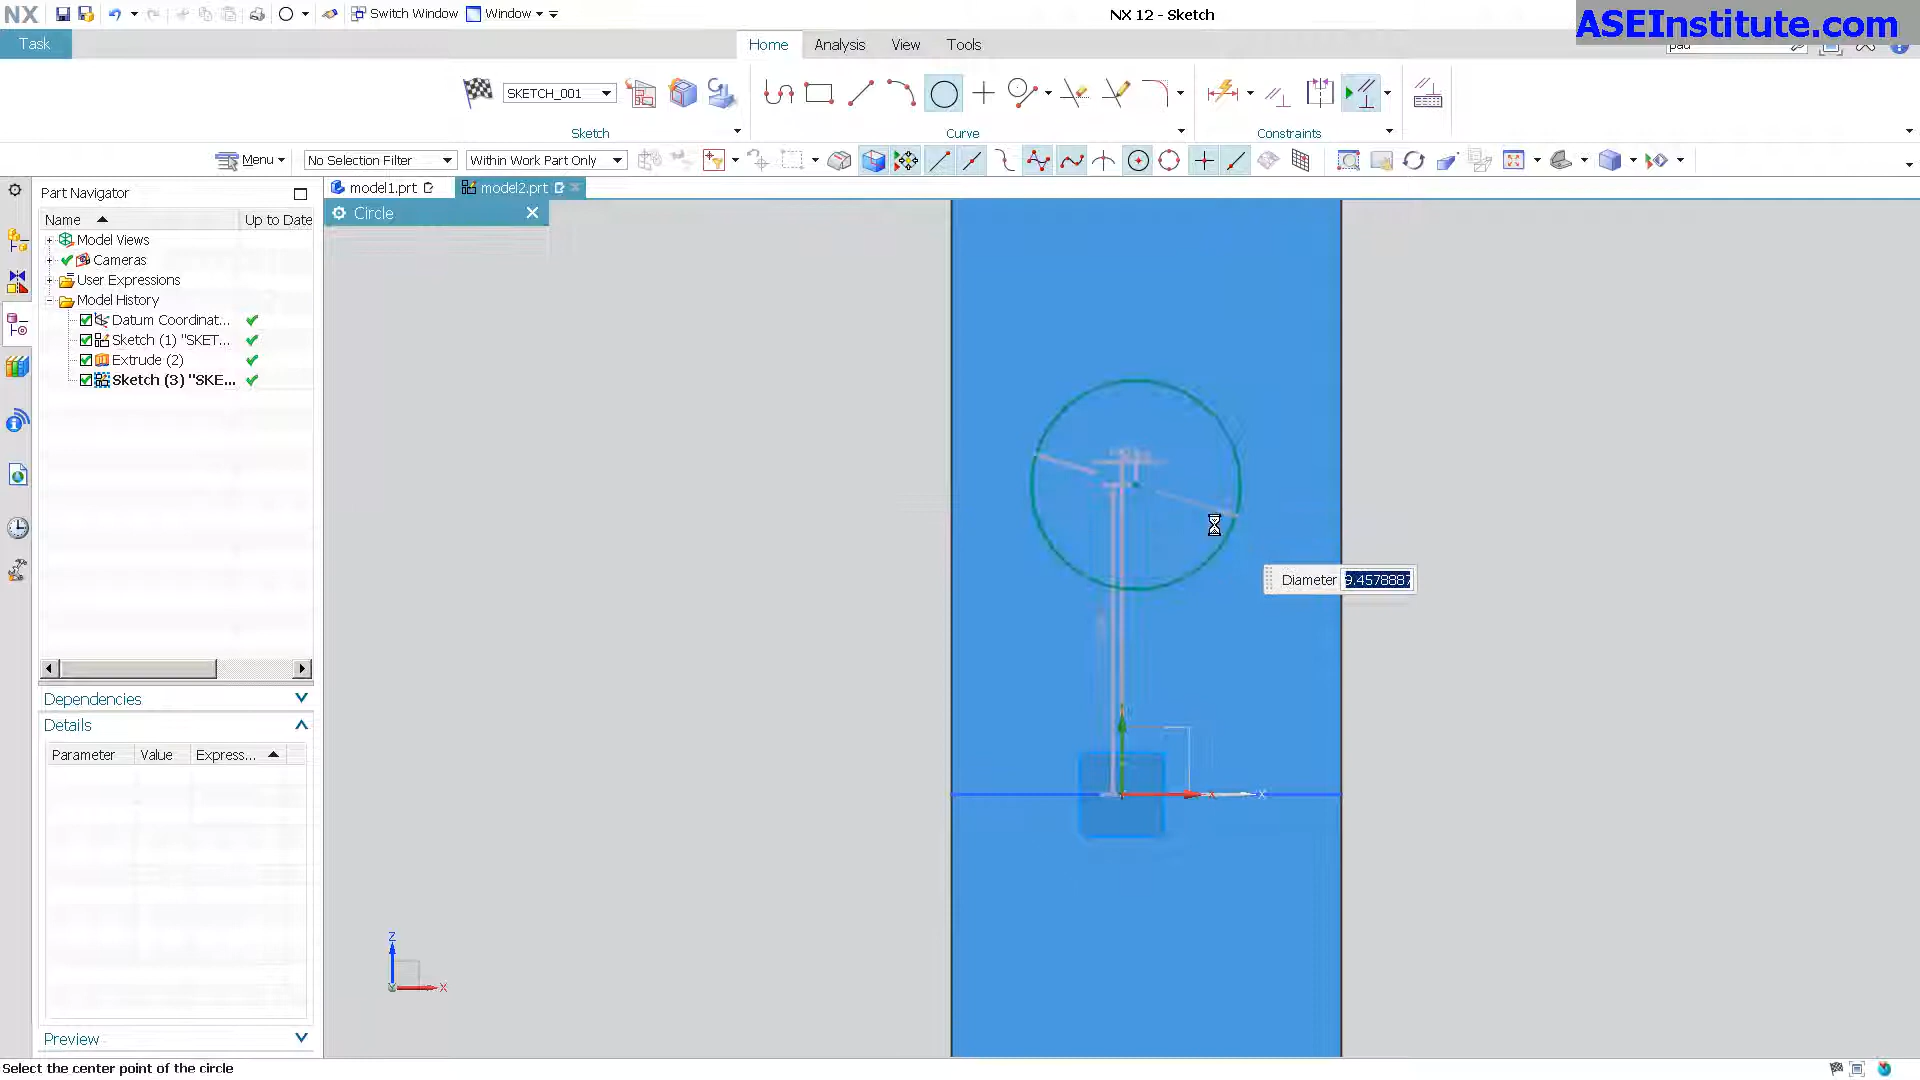 NX
Switch Window
Window
NX 12 - Sketch
ASEInstitute.com
Task
Home
Analysis
View
Tools
SKETCH_001
Sketch
Curve
Constraints
Menu
No Selection Filter
Within Work Part Only
Part Navigator
model1.prt
model2.prt
Name
Up to Date
Circle
Model Views
Cameras
User Expressions
Model History
Datum Coordinat...
Sketch (1) "SKET...
Extrude (2)
Sketch (3) "SKE...
Diameter
9.4578887
Dependencies
Details
Parameter
Value
Express...
X
X
Z
X
Preview
Select the center point of the circle